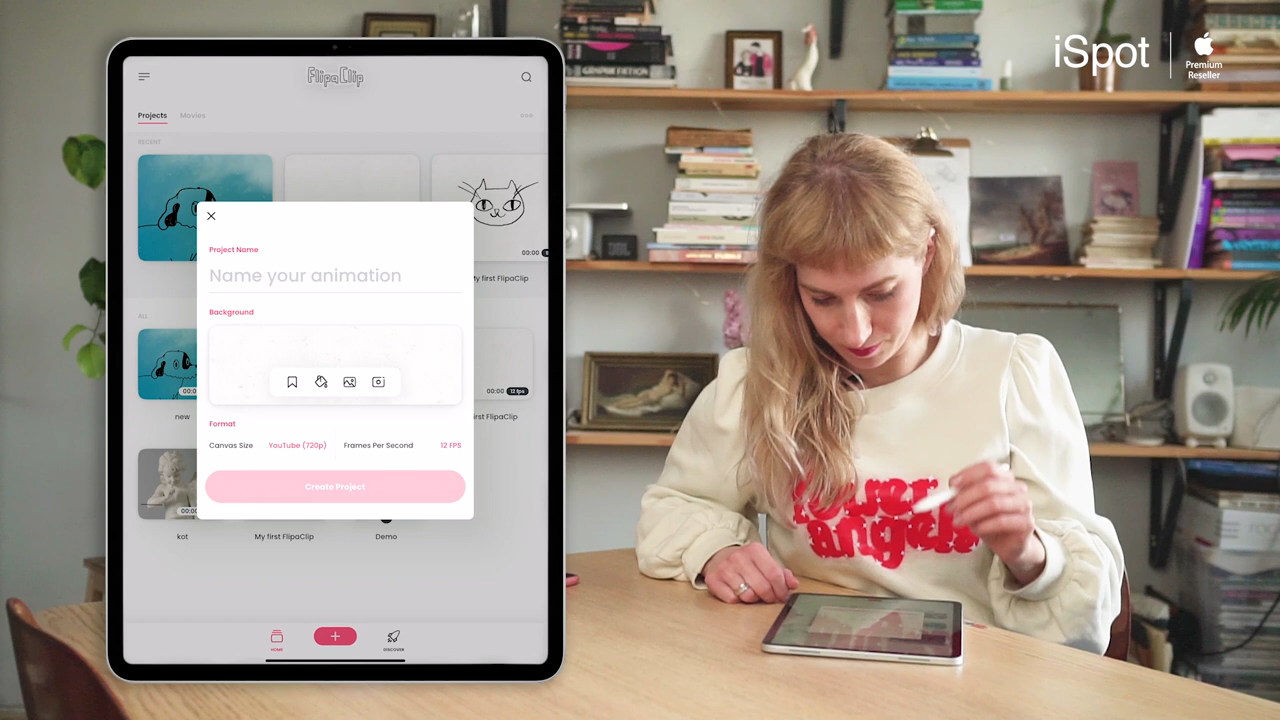 FlipaClip
Projects Movies
RECENT
00:00
My first FlipaClip
ALL
Project Name
Name your animation
Background
Format
Canvas Size YouTube (720p) Frames Per Second 12 FPS
Create Project
00:00 12 fps
new
kot
My first FlipaClip
Demo
HOME
DISCOVER
iSpot
Premium
Reseller
GRAPHIC FICTION